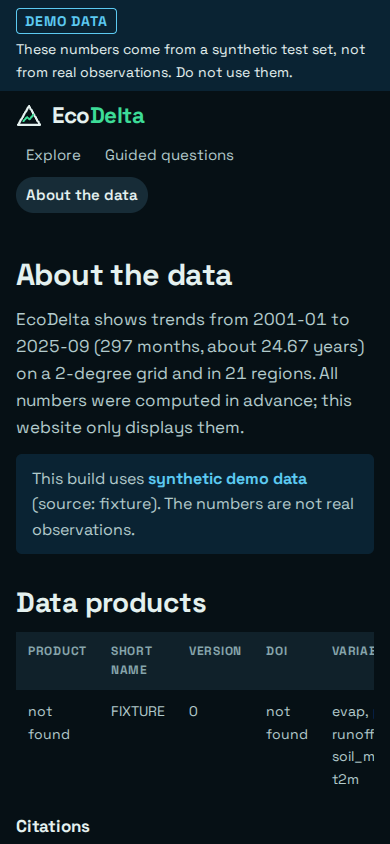 DEMO DATA
These numbers come from a synthetic test set, not
from real observations. Do not use them.
EcoDelta
Explore Guided questions
About the data
About the data
EcoDelta shows trends from 2001-01 to
2025-09 (297 months, about 24.67 years)
on a 2-degree grid and in 21 regions. All
numbers were computed in advance; this
website only displays them.
This build uses synthetic demo data
(source: fixture). The numbers are not real
observations.
Data products
PRODUCT SHORT NAME VERSION DOI
not found FIXTURE 0 not found evap,
runoff
t2m
Citations